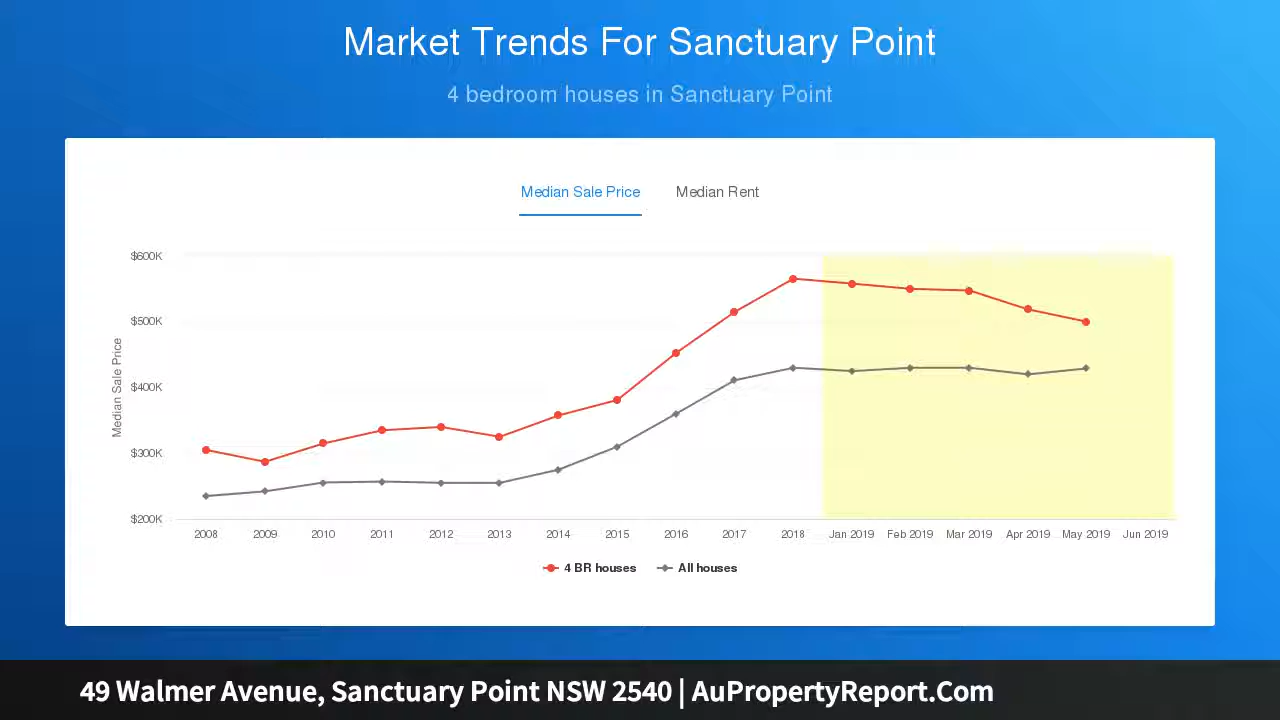 Market Trends For Sanctuary Point
4 bedroom houses in Sanctuary Point
Median Sale Price Median Rent
$600K
$500K
$400K
$300K
$200K
Median Sale Price
2008 2009 2010 2011 2012 2013 2014 2015 2016 2017 2018 Jan 2019 Feb 2019 Mar 2019 Apr 2019 May 2019 Jun 2019
4 BR houses All houses
49 Walmer Avenue, Sanctuary Point NSW 2540 | AuPropertyReport.Com